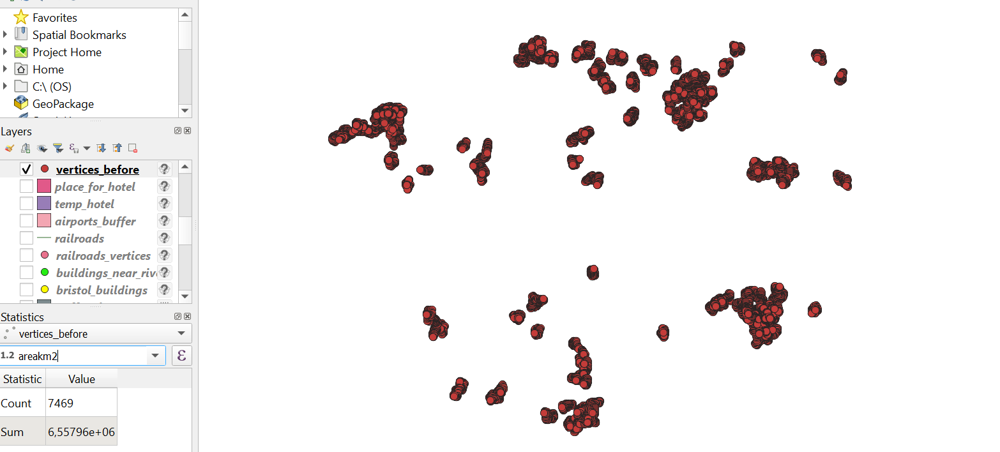 Favorites
Spatial Bookmarks
Project Home
Home
C:\ (OS)
GeoPackage
Layers
vertices_before
place_for_hotel
temp_hotel
airports_buffer
railroads
railroads_vertices
buildings_near_riv
bristol_buildings
Statistics
vertices_before
1.2 areakm2
ε
Statistic Value
Count 7469
Sum 6,55796e+06